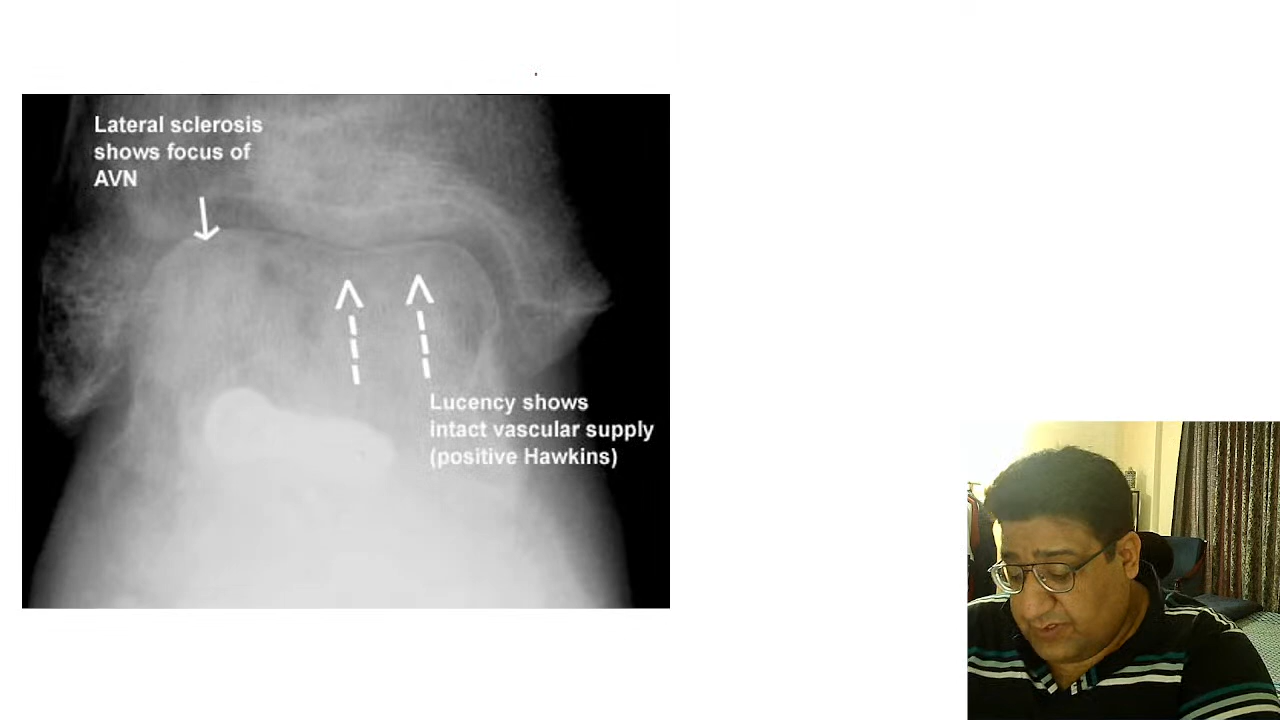 Lateral sclerosis
shows focus of
AVN
Lucency shows
intact vascular supply
(positive Hawkins)